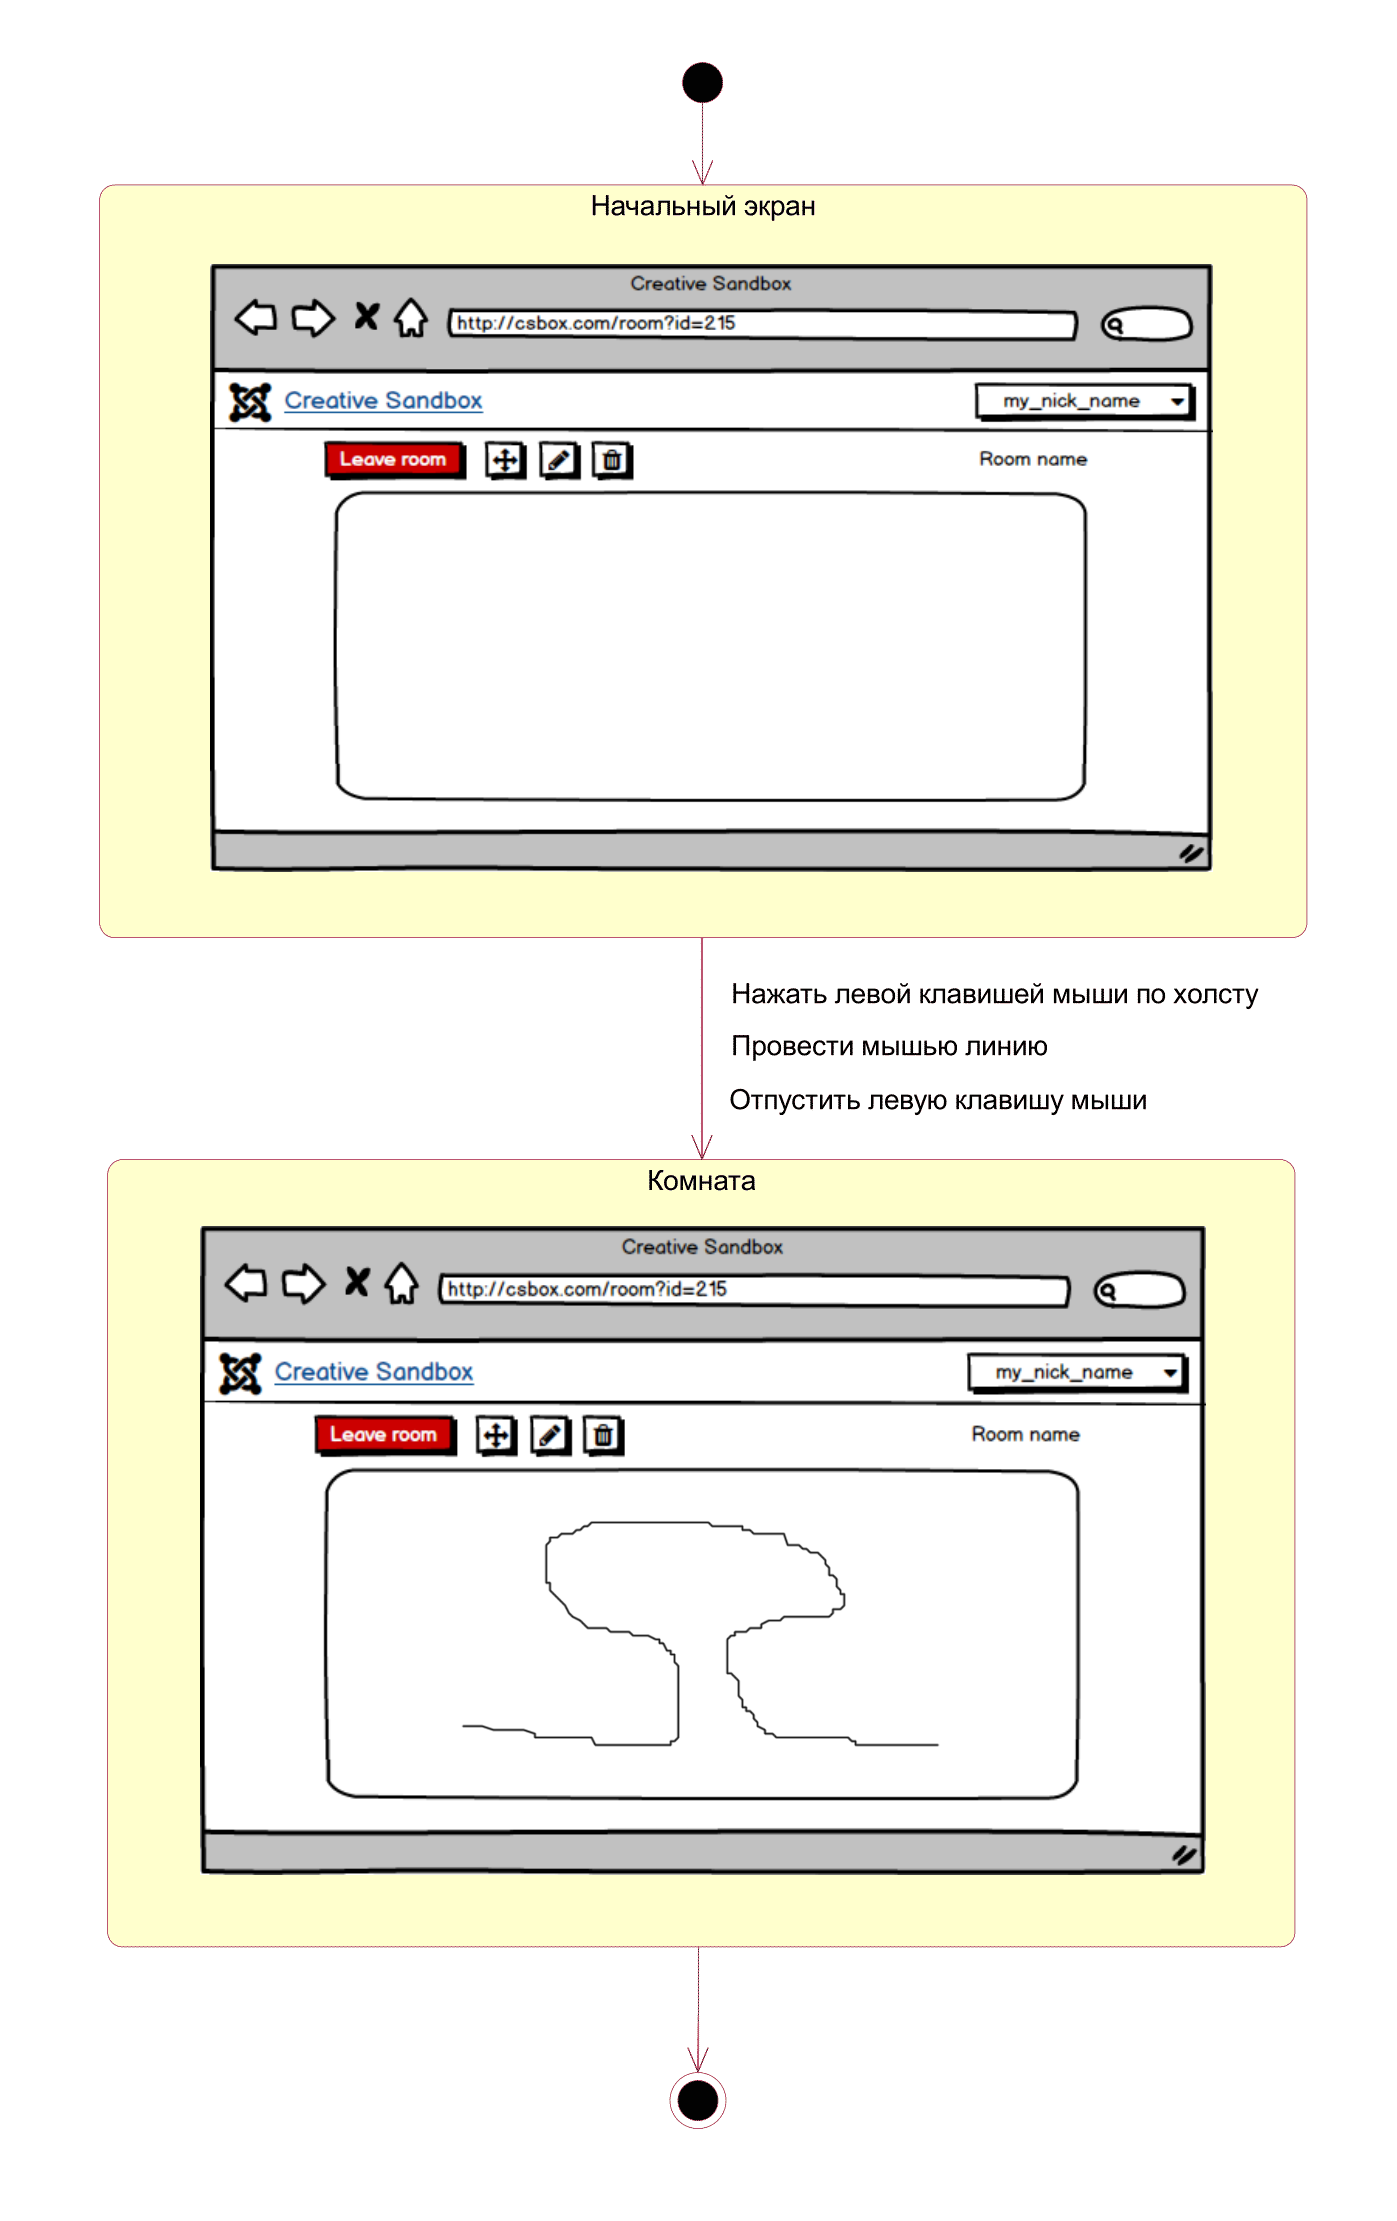 Начальный экран
Creative Sandbox
http://csbox.com/room?id=215
Creative Sandbox
my_nick_name
Leave room
Room name
Нажать левой клавишей мыши по холсту
Провести мышью линию
Отпустить левую клавишу мыши
Комната
Creative Sandbox
http://csbox.com/room?id=215
Creative Sandbox
my_nick_name
Leave room
Room name